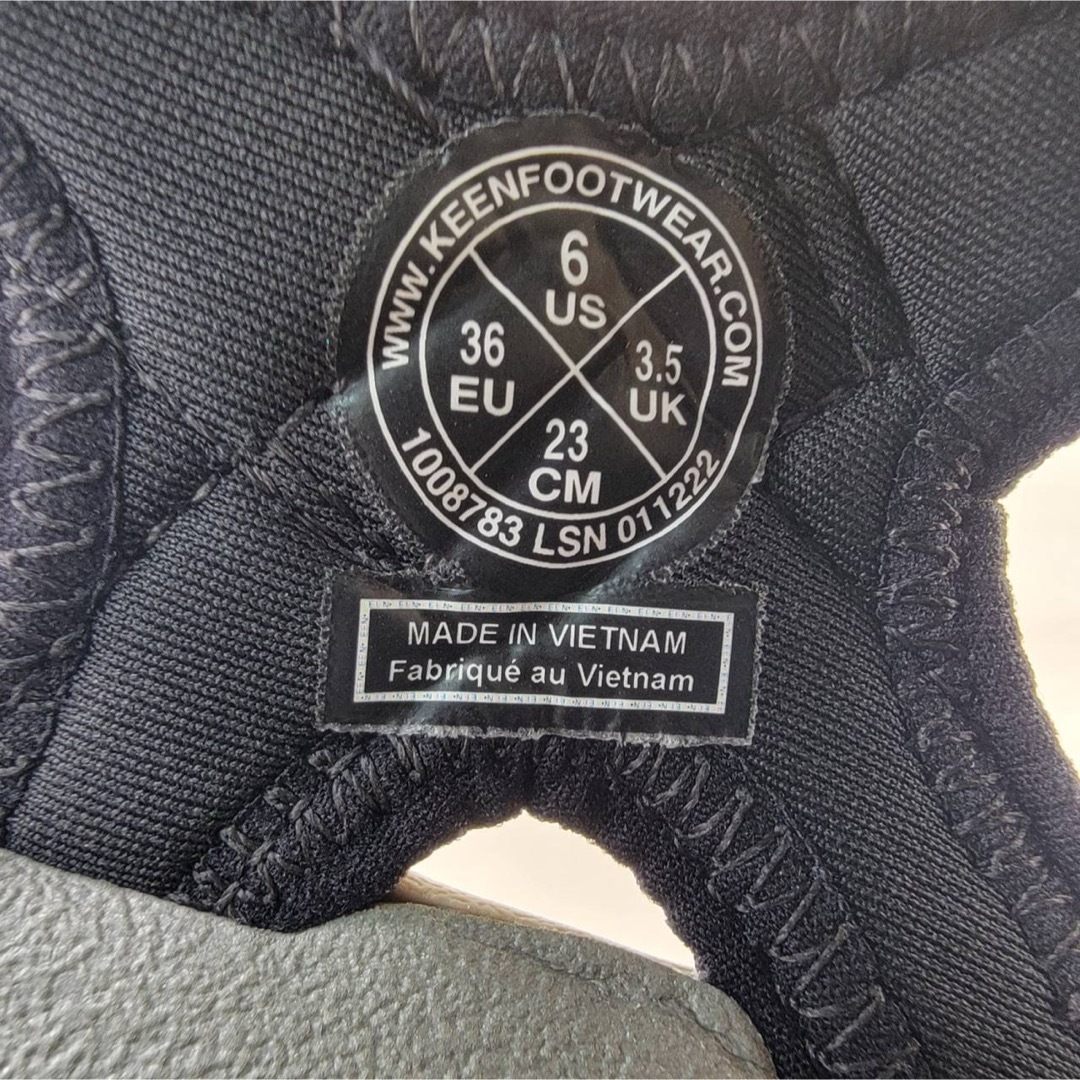 WWW.KEENFOOTWEAR.COM
6
US
36
EU
3.5
UK
23
CM
1008783 LSN 011222
MADE IN VIETNAM
Fabriqué au Vietnam